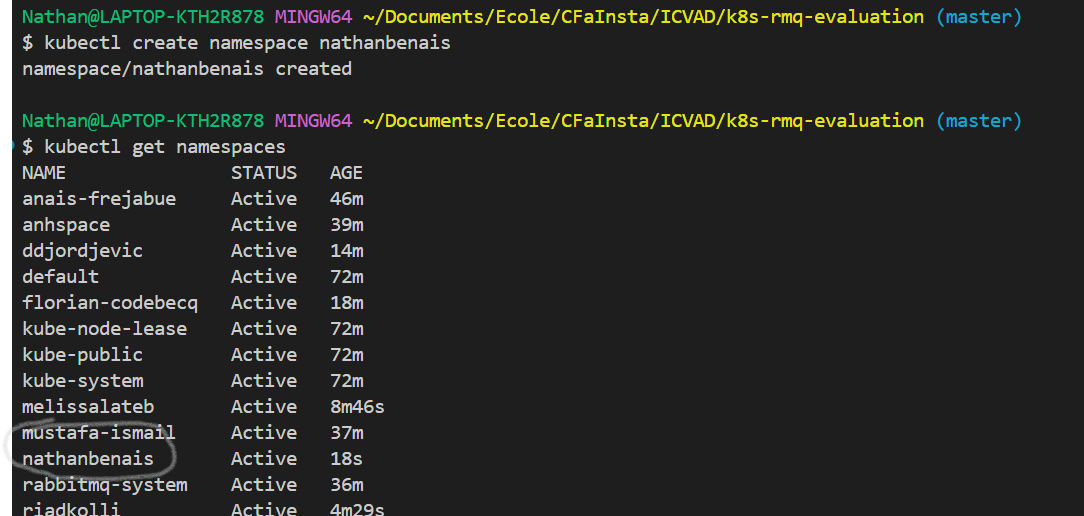 Nathan@LAPTOP-KTH2R878 MINGW64 ~/Documents/Ecole/CFaInsta/ICVAD/k8s-rmq-evaluation (master)
$ kubectl create namespace nathanbenais
namespace/nathanbenais created
Nathan@LAPTOP-KTH2R878 MINGW64 ~/Documents/Ecole/CFaInsta/ICVAD/k8s-rmq-evaluation (master)
$ kubectl get namespaces
NAME STATUS AGE
anais-frejabue Active 46m
anhspace Active 39m
ddjordjevic Active 14m
default Active 72m
florian-codebecq Active 18m
kube-node-lease Active 72m
kube-public Active 72m
kube-system Active 72m
melissalateb Active 8m46s
mustafa-ismail Active 37m
nathanbenais Active 18s
rabbitmq-system Active 36m
riadkolli Active 4m29s